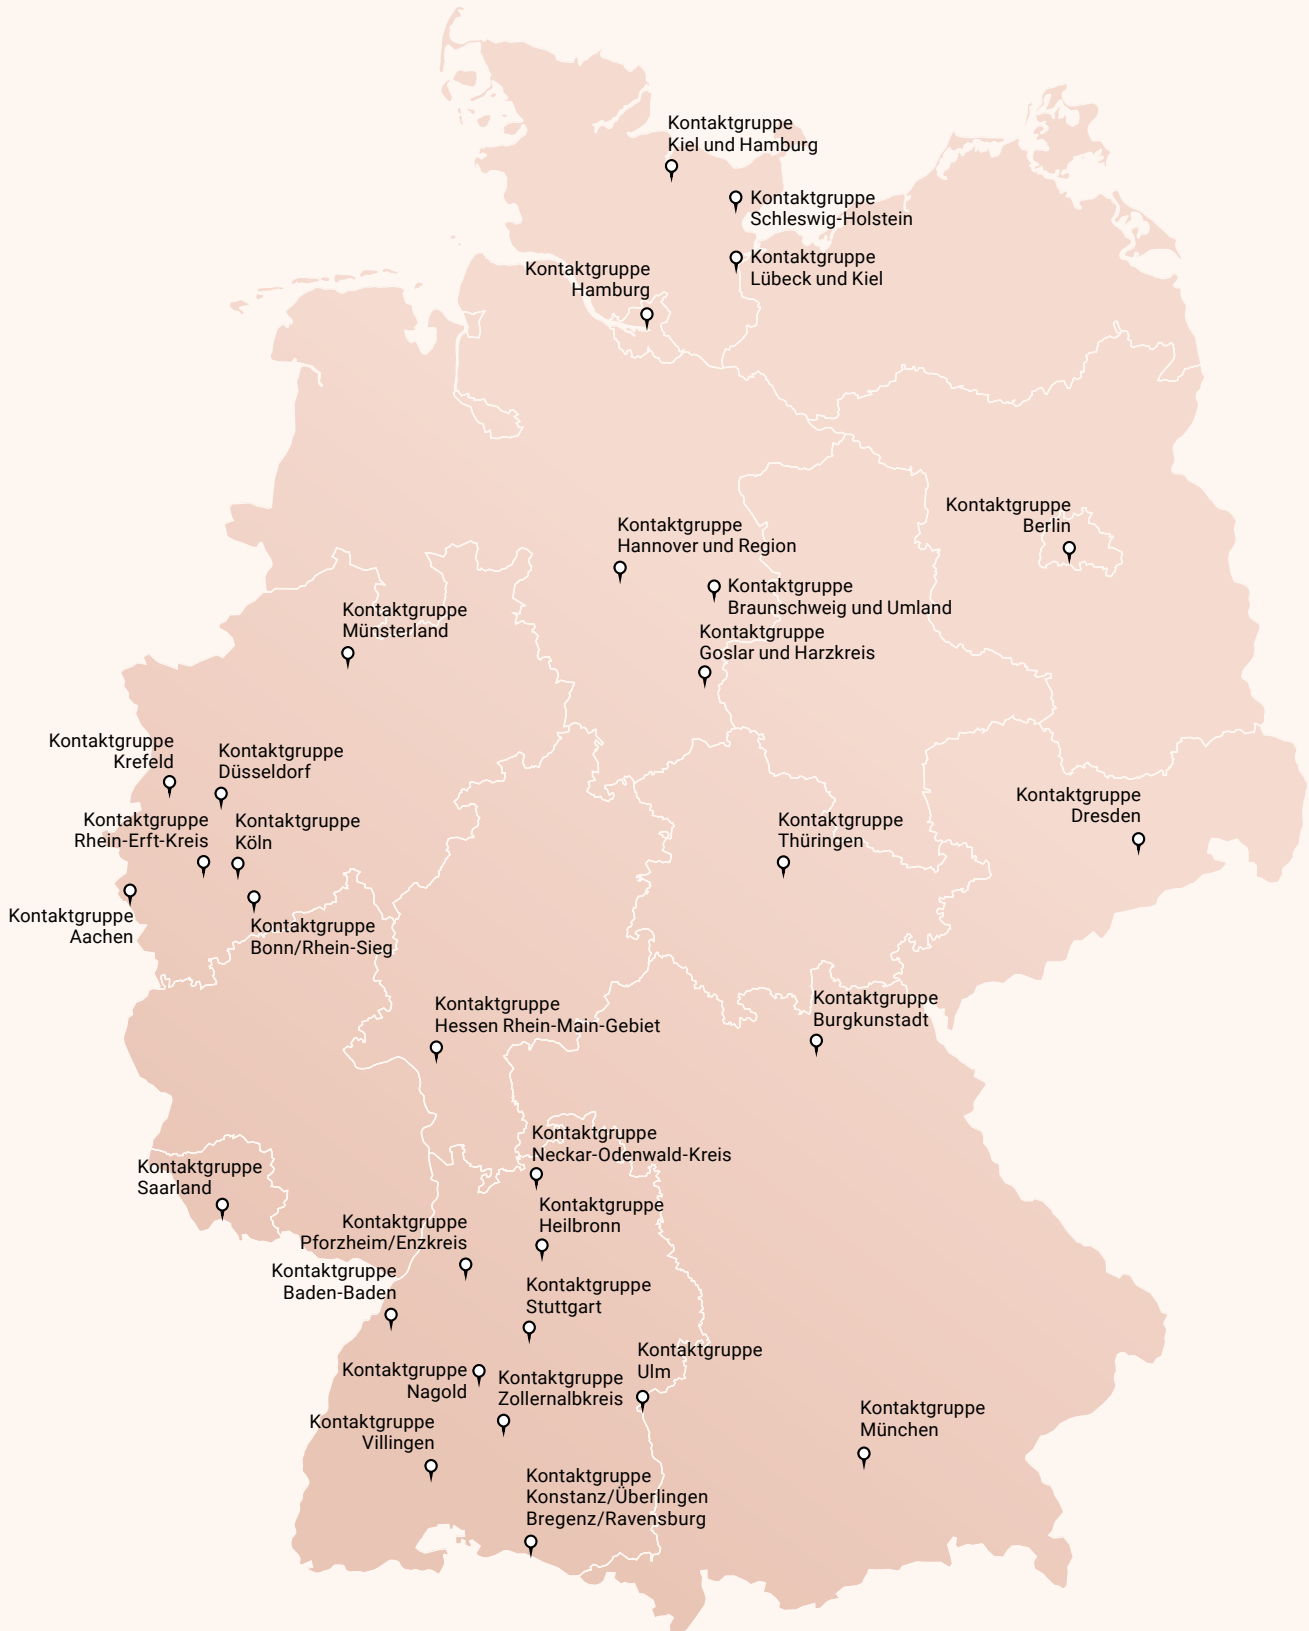 Kontaktgruppe
Kiel und Hamburg
Kontaktgruppe
Schleswig-Holstein
Kontaktgruppe
Lübeck und Kiel
Kontaktgruppe
Hamburg
Kontaktgruppe
Berlin
Kontaktgruppe
Hannover und Region
Kontaktgruppe
Braunschweig und Umland
Kontaktgruppe
Münsterland
Kontaktgruppe
Goslar und Harzkreis
Kontaktgruppe
Krefeld
Kontaktgruppe
Düsseldorf
Kontaktgruppe
Dresden
Kontaktgruppe
Rhein-Erft-Kreis
Kontaktgruppe
Köln
Kontaktgruppe
Thüringen
Kontaktgruppe
Aachen
Kontaktgruppe
Bonn/Rhein-Sieg
Kontaktgruppe
Burgkunstadt
Kontaktgruppe
Hessen Rhein-Main-Gebiet
Kontaktgruppe
Neckar-Odenwald-Kreis
Kontaktgruppe
Saarland
Kontaktgruppe
Heilbronn
Kontaktgruppe
Pforzheim/Enzkreis
Kontaktgruppe
Baden-Baden
Kontaktgruppe
Stuttgart
Kontaktgruppe
Ulm
Kontaktgruppe
Nagold
Kontaktgruppe
Zollernalbkreis
Kontaktgruppe
München
Kontaktgruppe
Villingen
Kontaktgruppe
Konstanz/Überlingen
Bregenz/Ravensburg